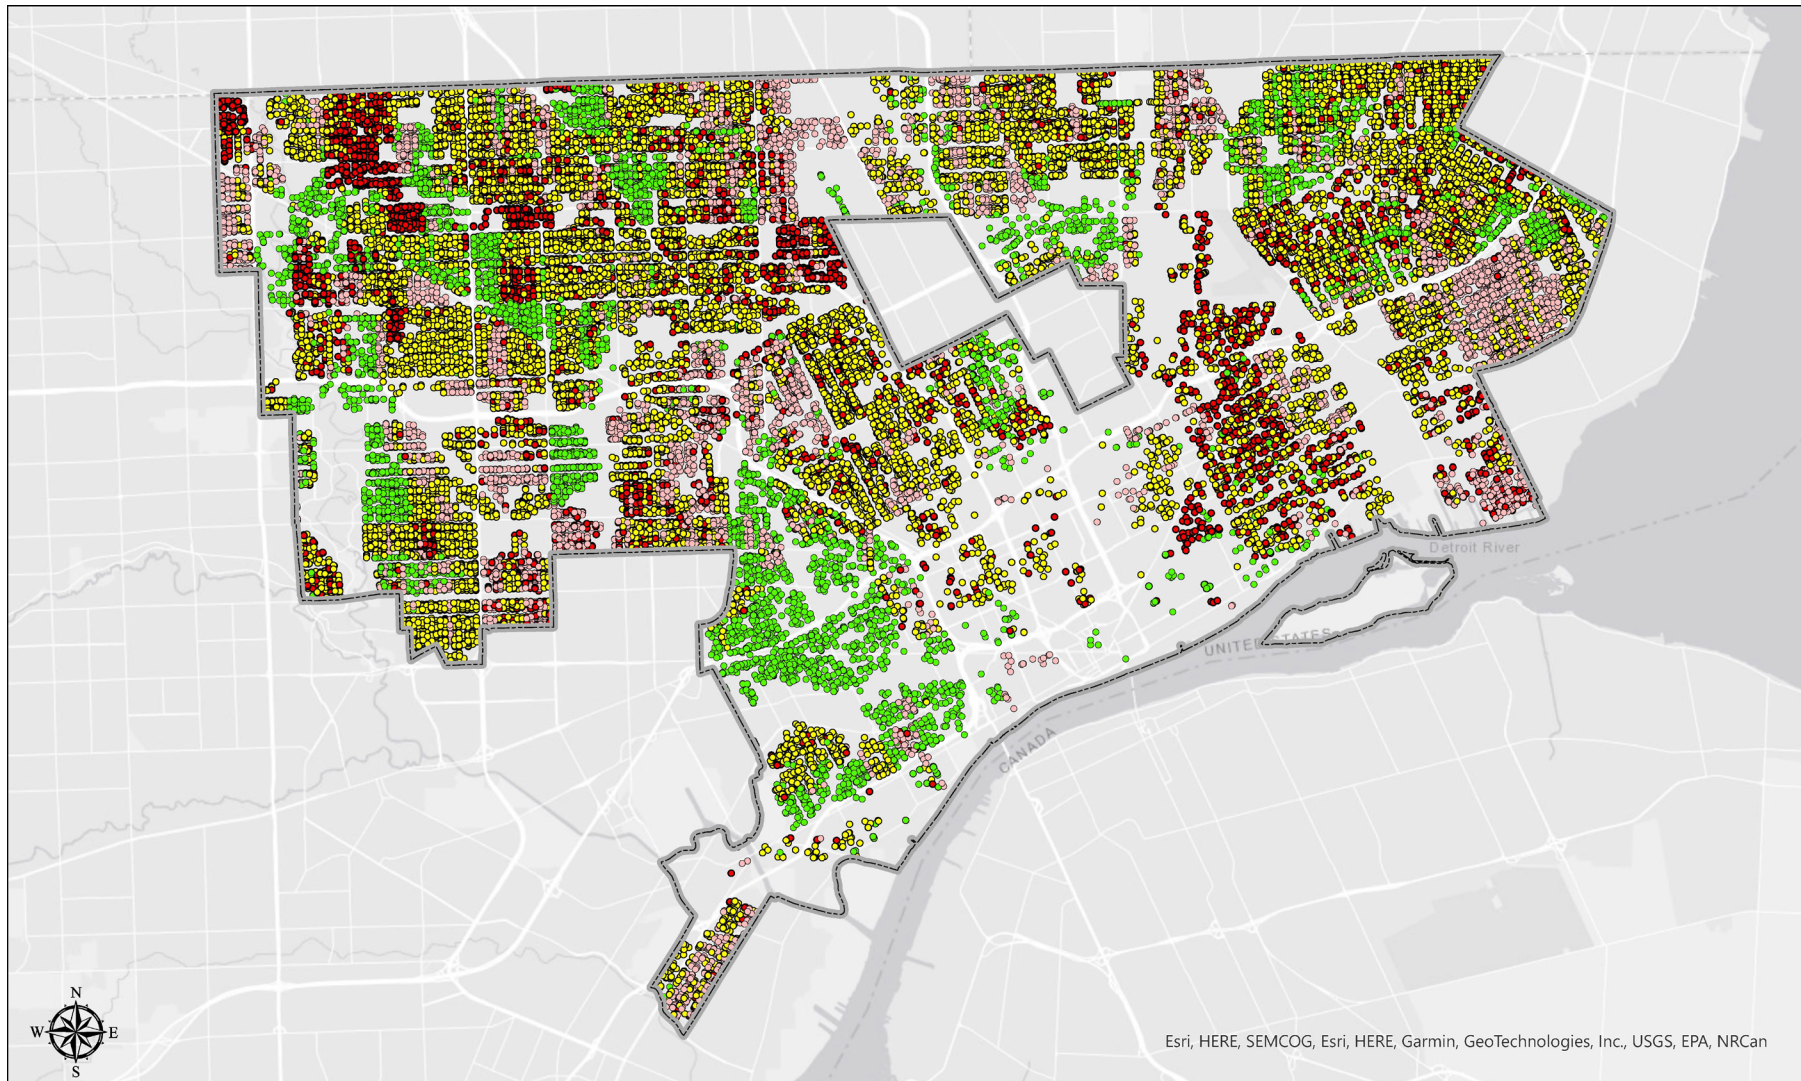 Detroit River
UNITED STATES
CANADA
N
W E
S
Esri, HERE, SEMCOG, Esri, HERE, Garmin, GeoTechnologies, Inc., USGS, EPA, NRCan